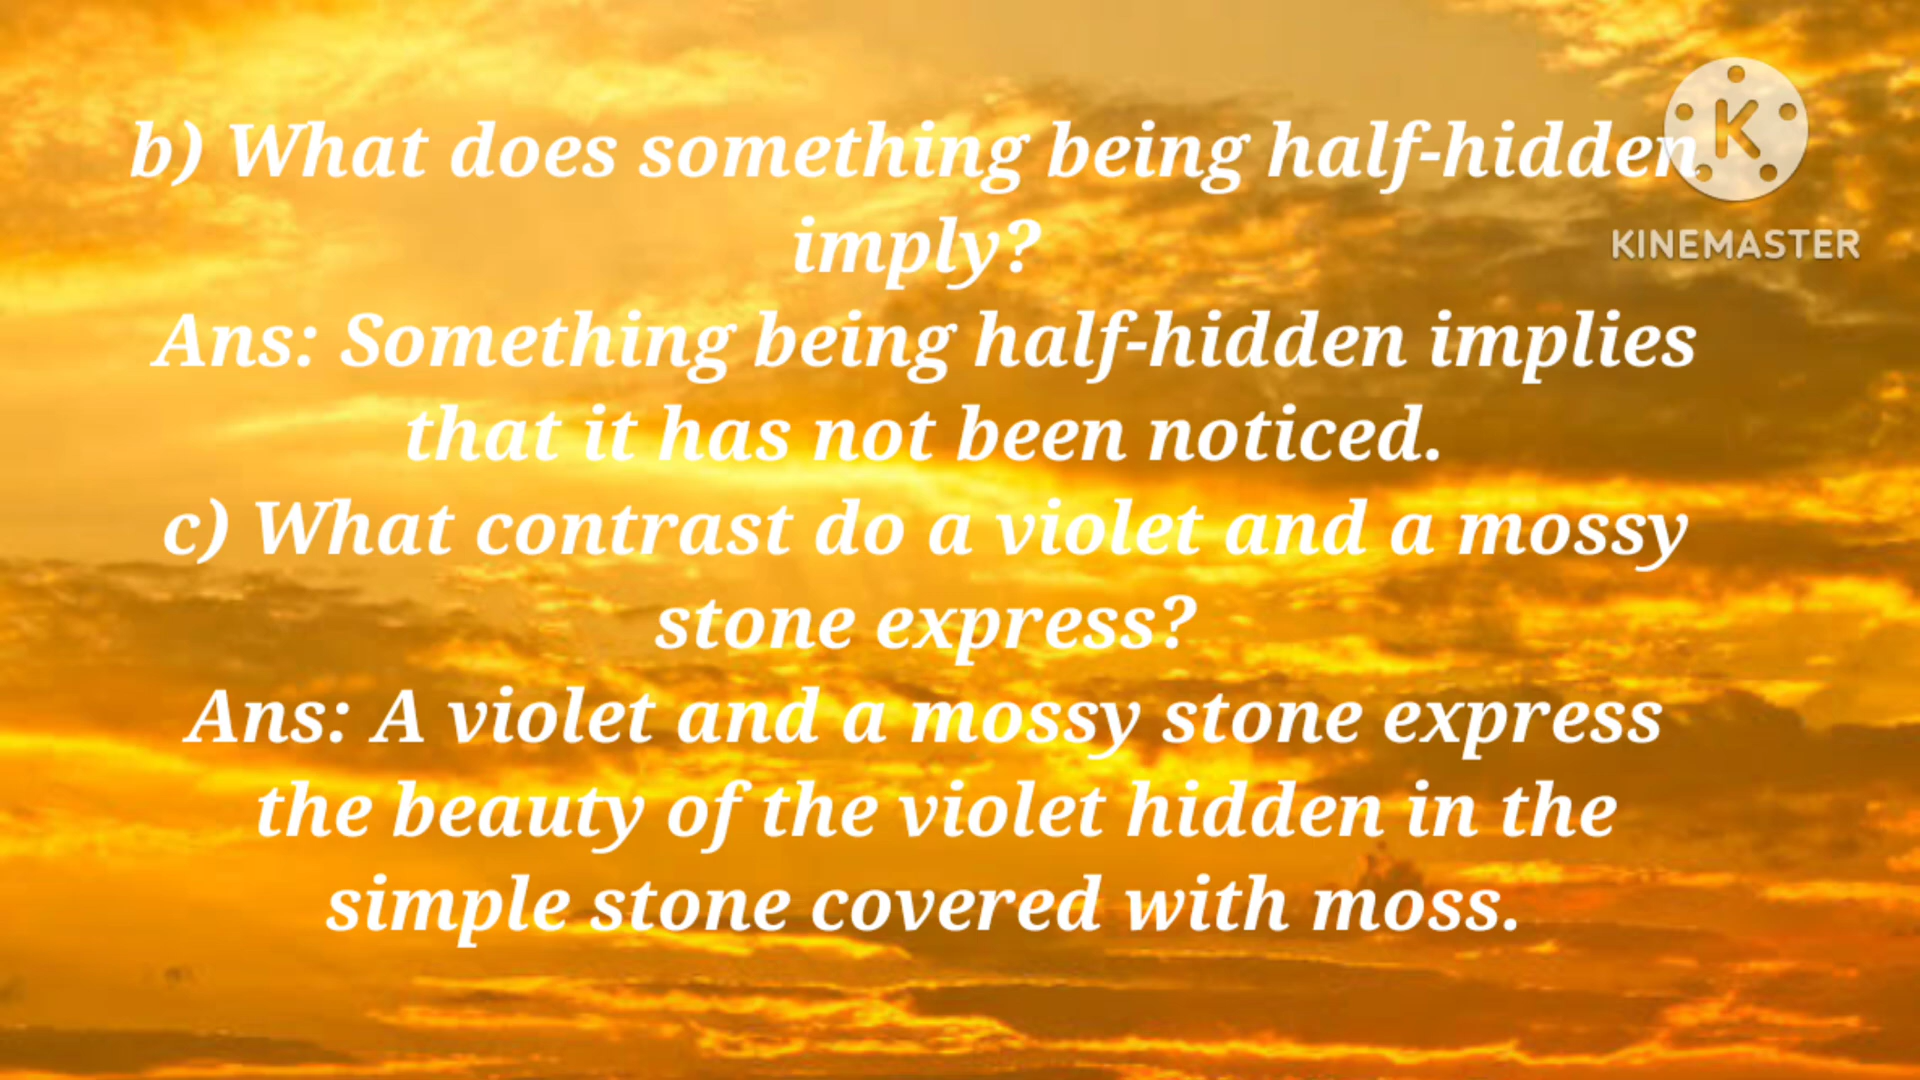 b) What does something being half-hidden
imply?
Ans: Something being half-hidden implies
that it has not been noticed.
c) What contrast do a violet and a mossy
stone express?
Ans: A violet and a mossy stone express
the beauty of the violet hidden in the
simple stone covered with moss.
K
KINEMASTER